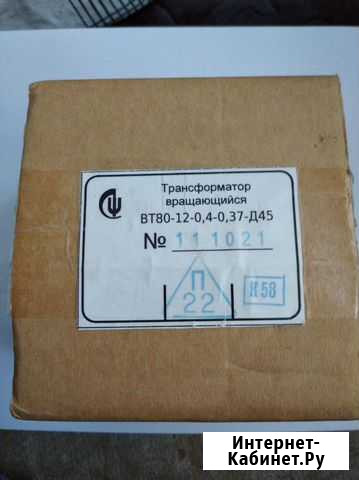 Трансформатор
вращающийся
ВТ80-12-0,4-0,37-Д45
№ 111021
П
22
К58
Интернет-
Кабинет.Ру